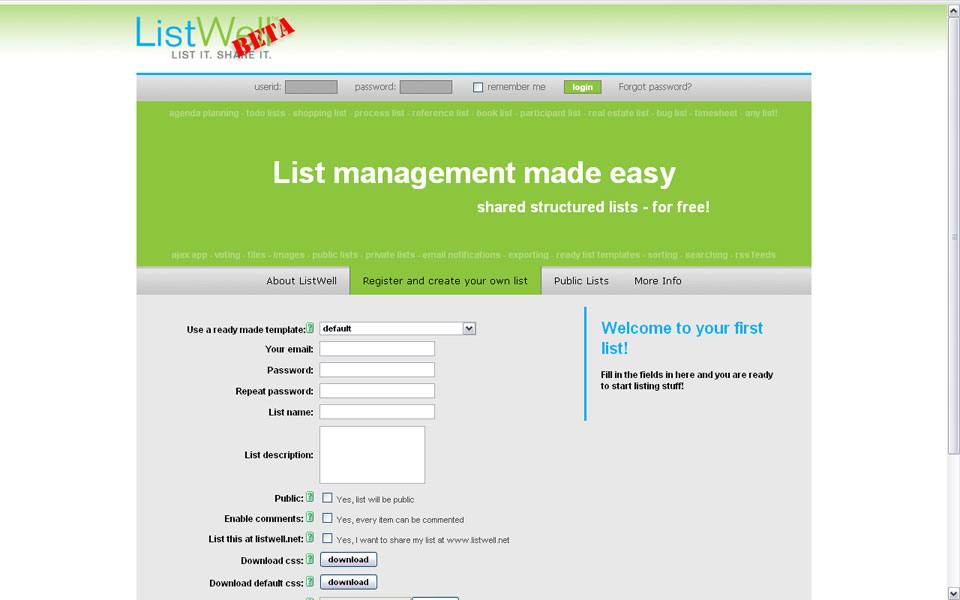 ListWell
BETA
LIST IT. SHARE IT.
userid: password: remember me login Forgot password?
agenda planning - todo lists - shopping list - process list - reference list - book list - participant list - real estate list - bug list - timesheet - any list!
List management made easy
shared structured lists - for free!
ajax app - voting - files - images - public lists - private lists - email notifications - exporting - ready list templates - sorting - searching - rss feeds
About ListWell Register and create your own list Public Lists More Info
Use a ready made template: ? default
Your email:
Password:
Repeat password:
List name:
List description:
Public: ? Yes, list will be public
Enable comments: ? Yes, every item can be commented
List this at listwell.net: ? Yes, I want to share my list at www.listwell.net
Download css: ? download
Download default css: ? download
Welcome to your first
list!
Fill in the fields in here and you are ready
to start listing stuff!